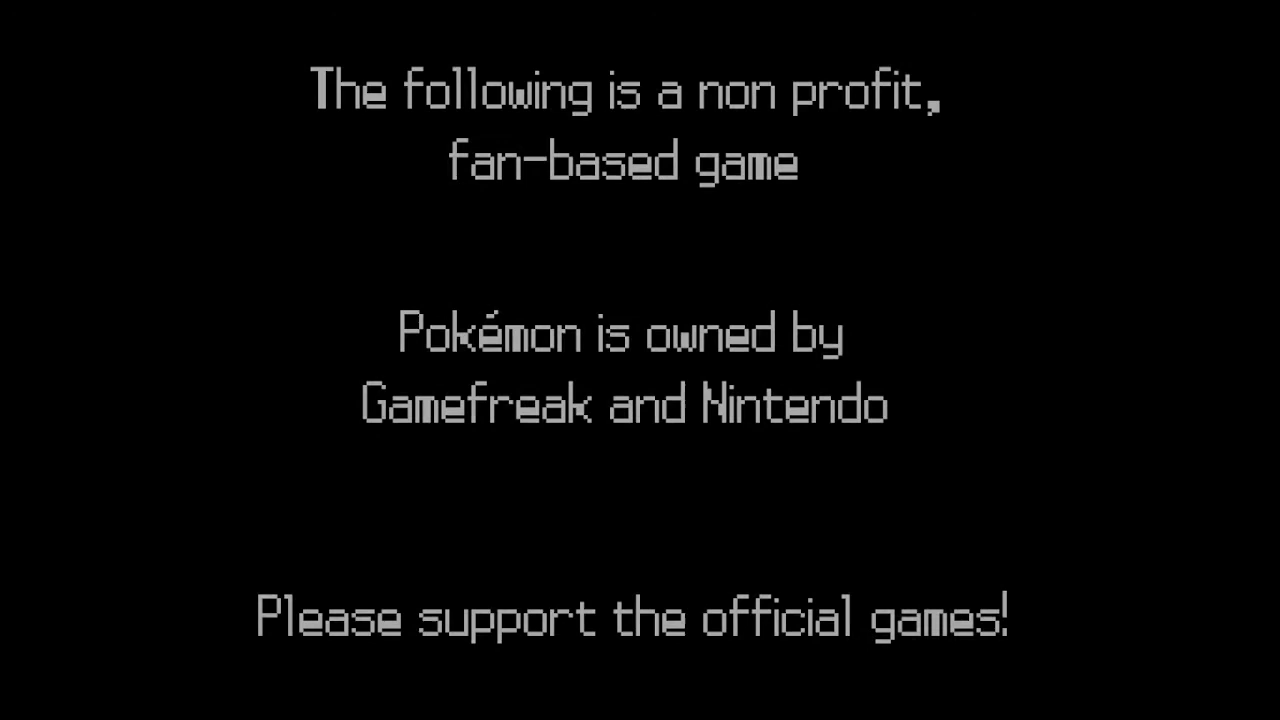 The following is a non profit,
fan-based game
Pokémon is owned by
Gamefreak and Nintendo
Please support the official games!